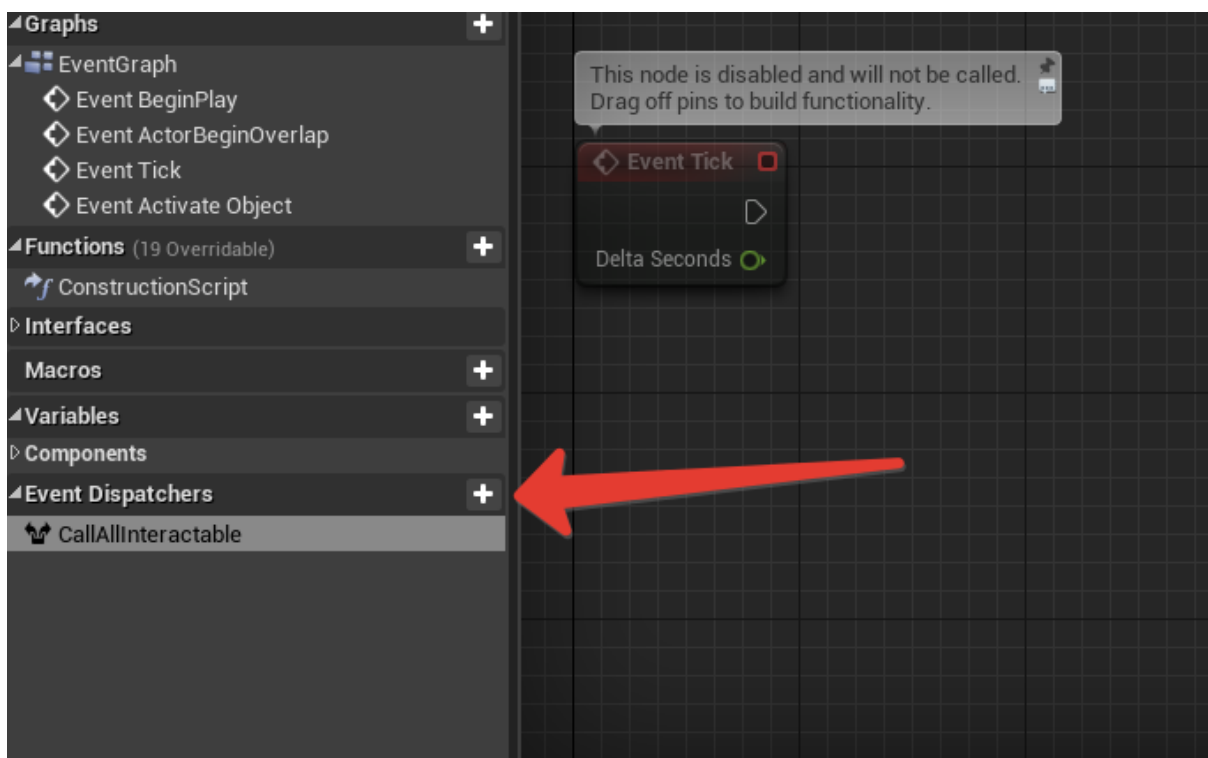 Graphs
EventGraph
Event BeginPlay
Event ActorBeginOverlap
Event Tick
Event Activate Object
Functions (19 Overridable)
ConstructionScript
Interfaces
Macros
Variables
Components
Event Dispatchers
CallAllInteractable
This node is disabled and will not be called.
Drag off pins to build functionality.
Event Tick
Delta Seconds